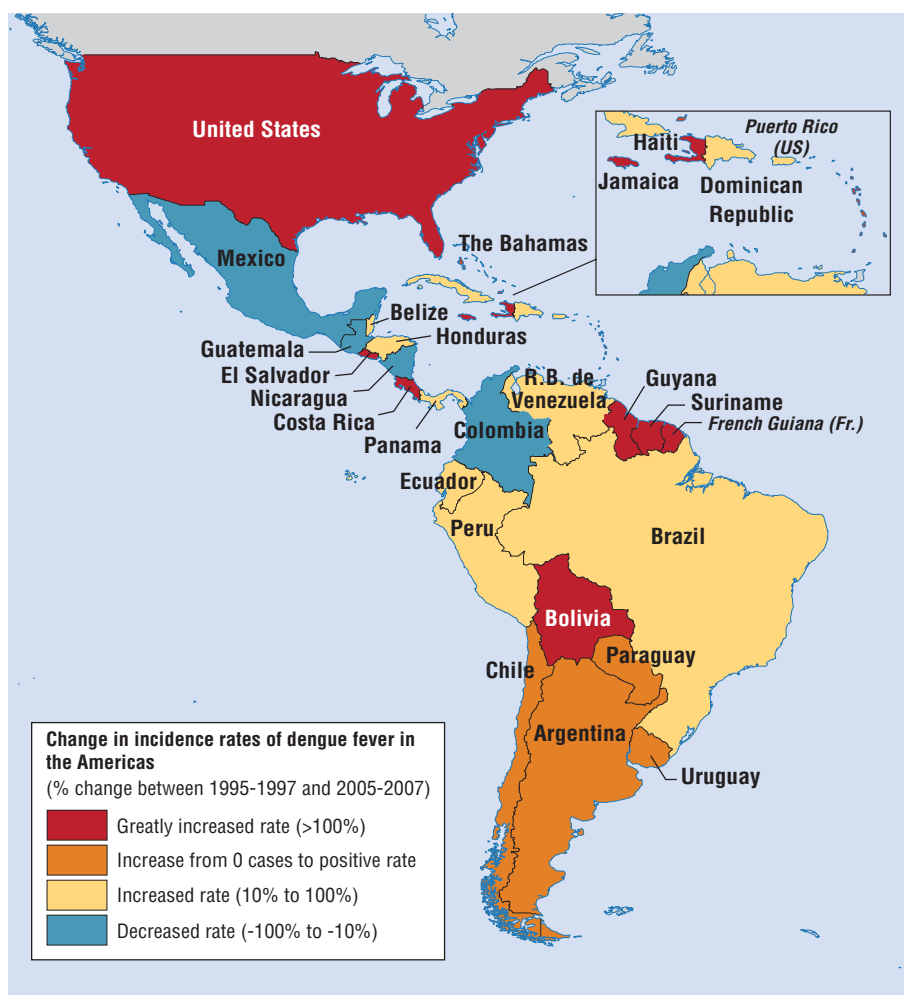 United States
Mexico
The Bahamas
Belize
Honduras
Guatemala
El Salvador
Nicaragua
Costa Rica
Panama
R.B. de
Venezuela
Colombia
Guyana
Suriname
French Guiana (Fr.)
Ecuador
Peru
Brazil
Bolivia
Paraguay
Chile
Argentina
Uruguay
Puerto Rico
(US)
Haiti
Jamaica
Dominican
Republic
Change in incidence rates of dengue fever in
the Americas
(% change between 1995-1997 and 2005-2007)
Greatly increased rate (>100%)
Increase from 0 cases to positive rate
Increased rate (10% to 100%)
Decreased rate (-100% to -10%)